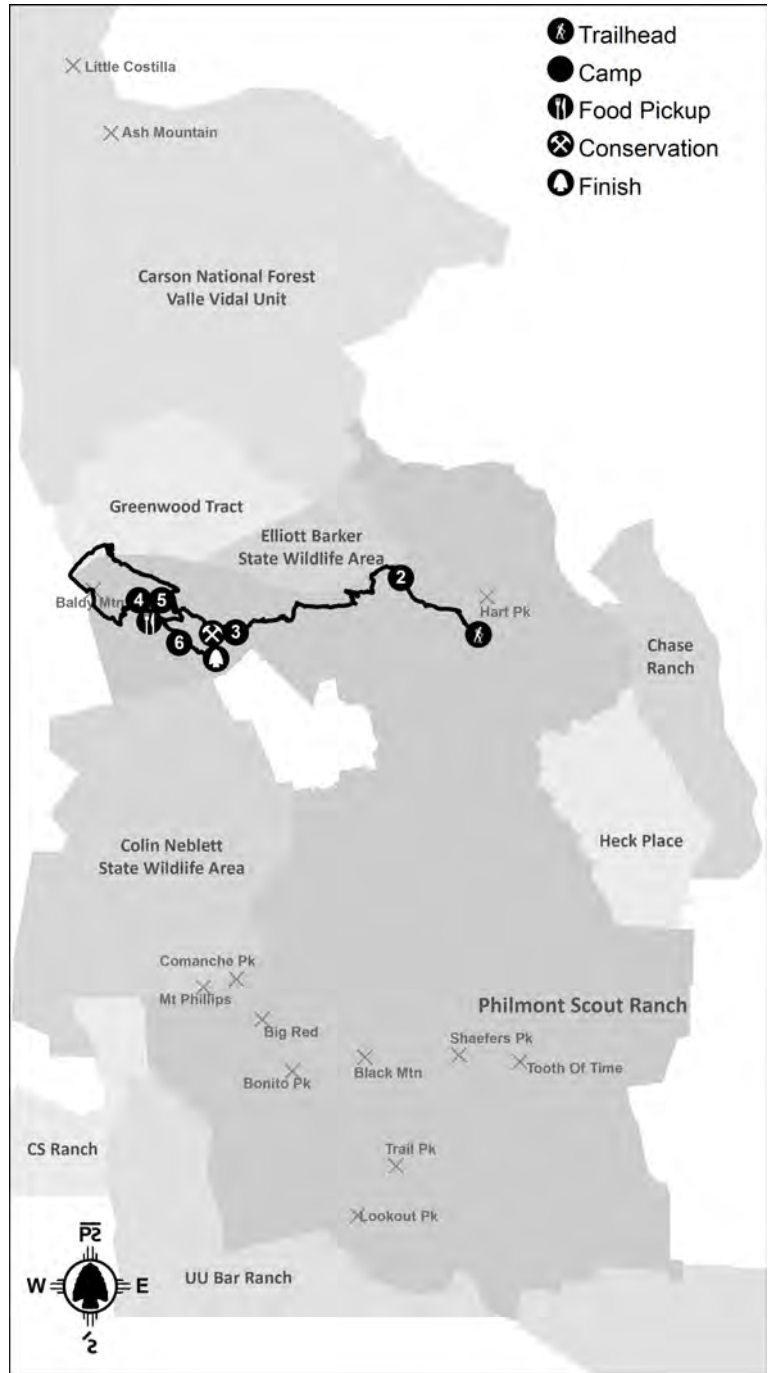 Trailhead
Camp
Food Pickup
Conservation
Finish
Little Costilla
Ash Mountain
Carson National Forest
Valle Vidal Unit
Greenwood Tract
Elliott Barker
State Wildlife Area
2
Baldy Mtn
4
5
Hart Pk
3
6
Chase
Ranch
Colin Neblett
State Wildlife Area
Heck Place
Comanche Pk
Mt Phillips
Philmont Scout Ranch
Big Red
Shaefers Pk
Bonito Pk
Black Mtn
Tooth Of Time
CS Ranch
Trail Pk
Lookout Pk
W
E
UU Bar Ranch